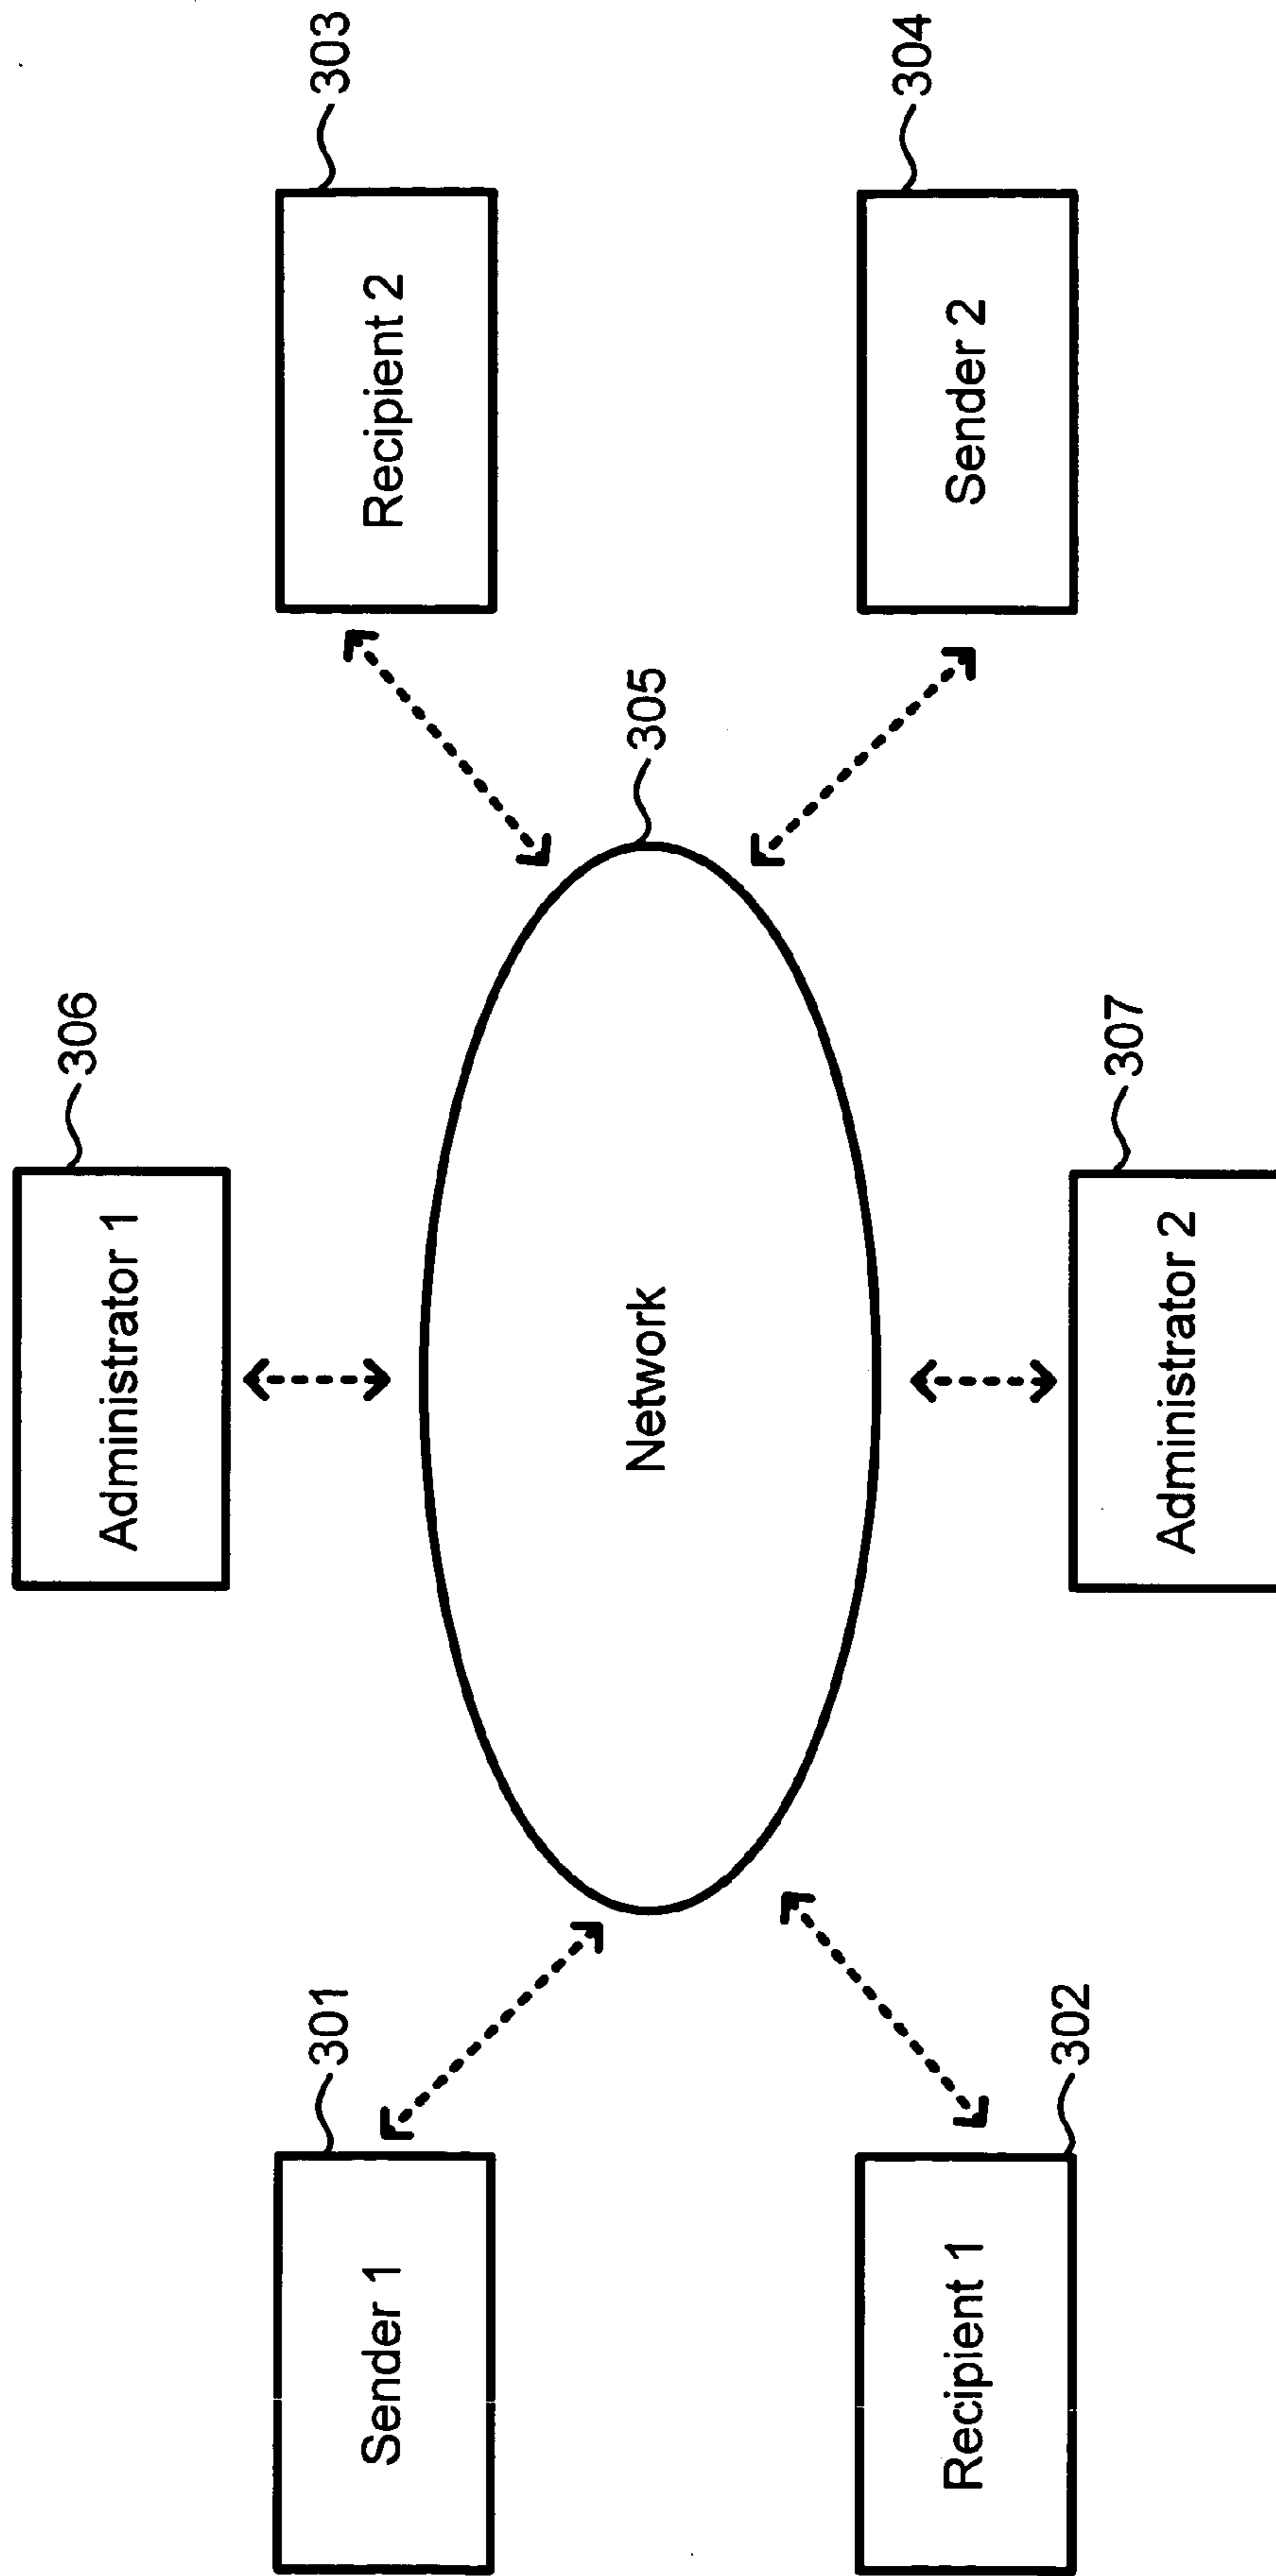 Administrator 1
306
Sender 1
301
Recipient 2
303
Network
305
Recipient 1
302
Sender 2
304
Administrator 2
307